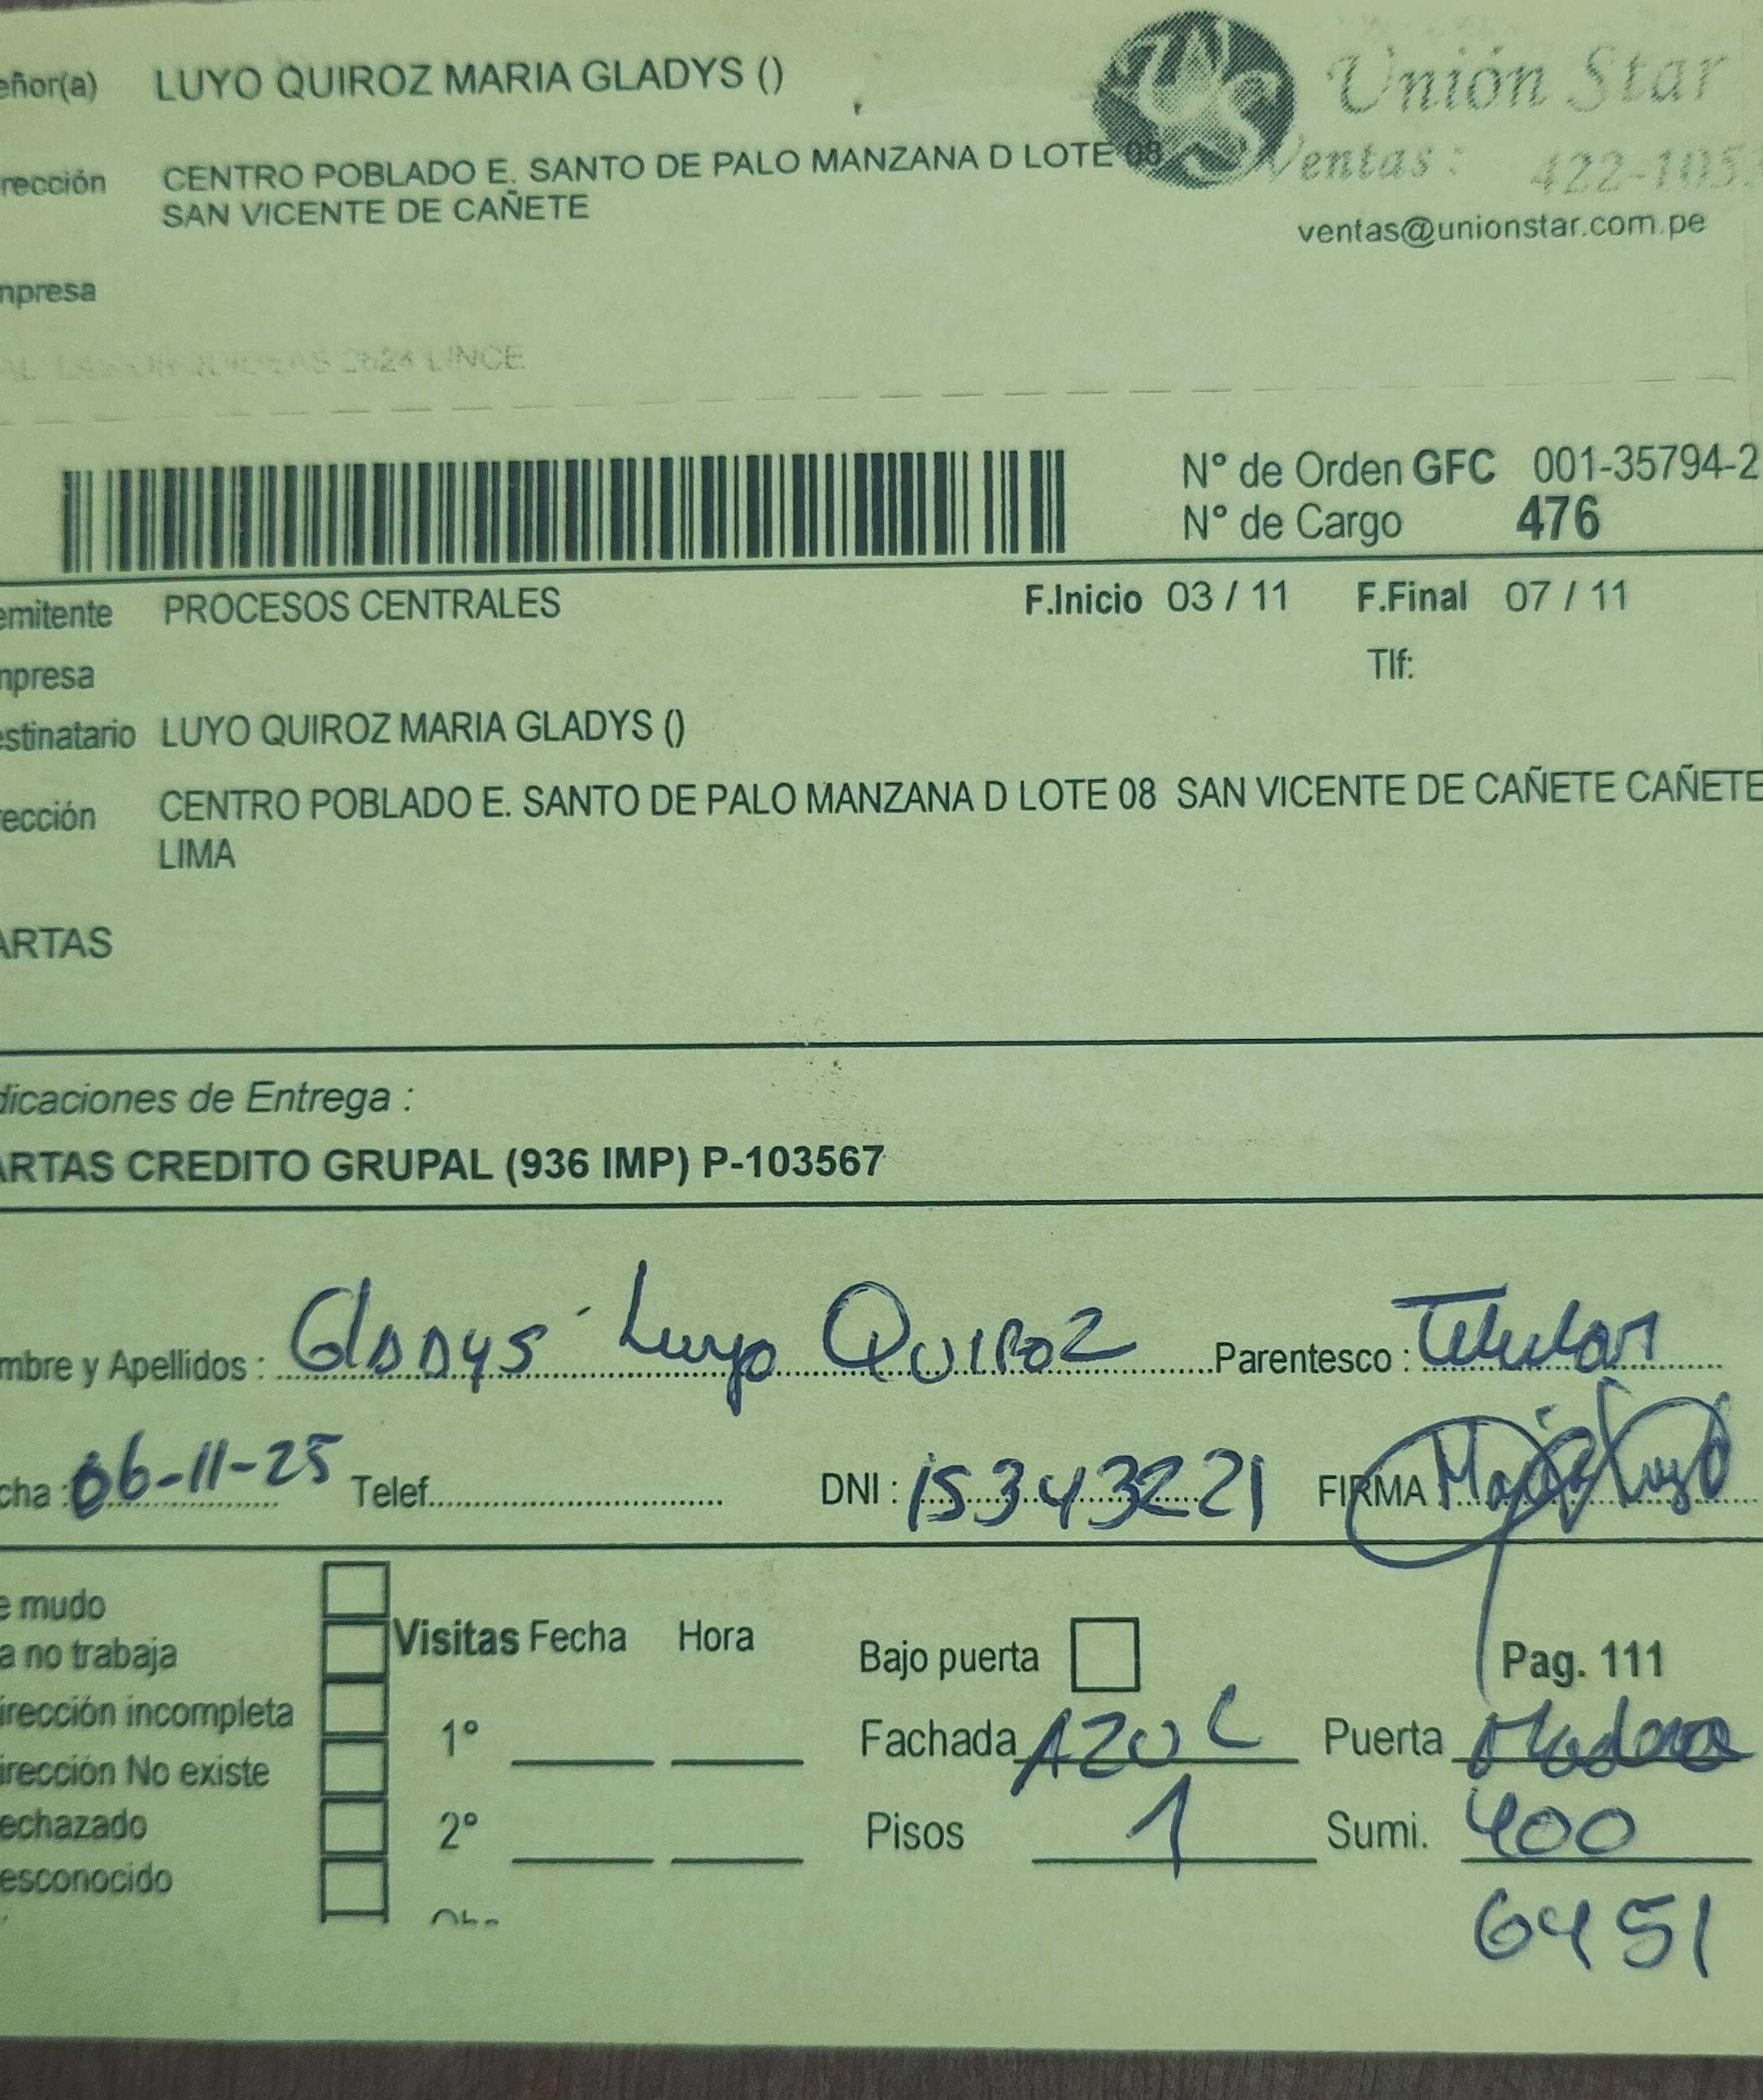 eñor(a) LUYO QUIROZ MARIA GLADYS ()
Unión Star
rección CENTRO POBLADO E. SANTO DE PALO MANZANA D LOTE 08
SAN VICENTE DE CAÑETE
Ventas: 422-105
ventas@unionstar.com.pe
mpresa
2624 LINCE
N° de Orden GFC 001-35794-2
N° de Cargo 476
emitente PROCESOS CENTRALES F.Inicio 03 / 11 F.Final 07 / 11
mpresa Tlf:
estinatario LUYO QUIROZ MARIA GLADYS ()
rección CENTRO POBLADO E. SANTO DE PALO MANZANA D LOTE 08 SAN VICENTE DE CAÑETE CAÑETE
LIMA
ARTAS
dicaciones de Entrega :
ARTAS CREDITO GRUPAL (936 IMP) P-103567
mbre y Apellidos : Gladys Luyo Quiroz Parentesco : Titular
cha : 06-11-25 Telef. DNI : 15343221 FIRMA
e mudo
a no trabaja
Visitas Fecha Hora
Bajo puerta
Pag. 111
irección incompleta
1° Fachada AZUL Puerta Madera
irección No existe
echazado
2° Pisos 1 Sumi. 400
esconocido
6451